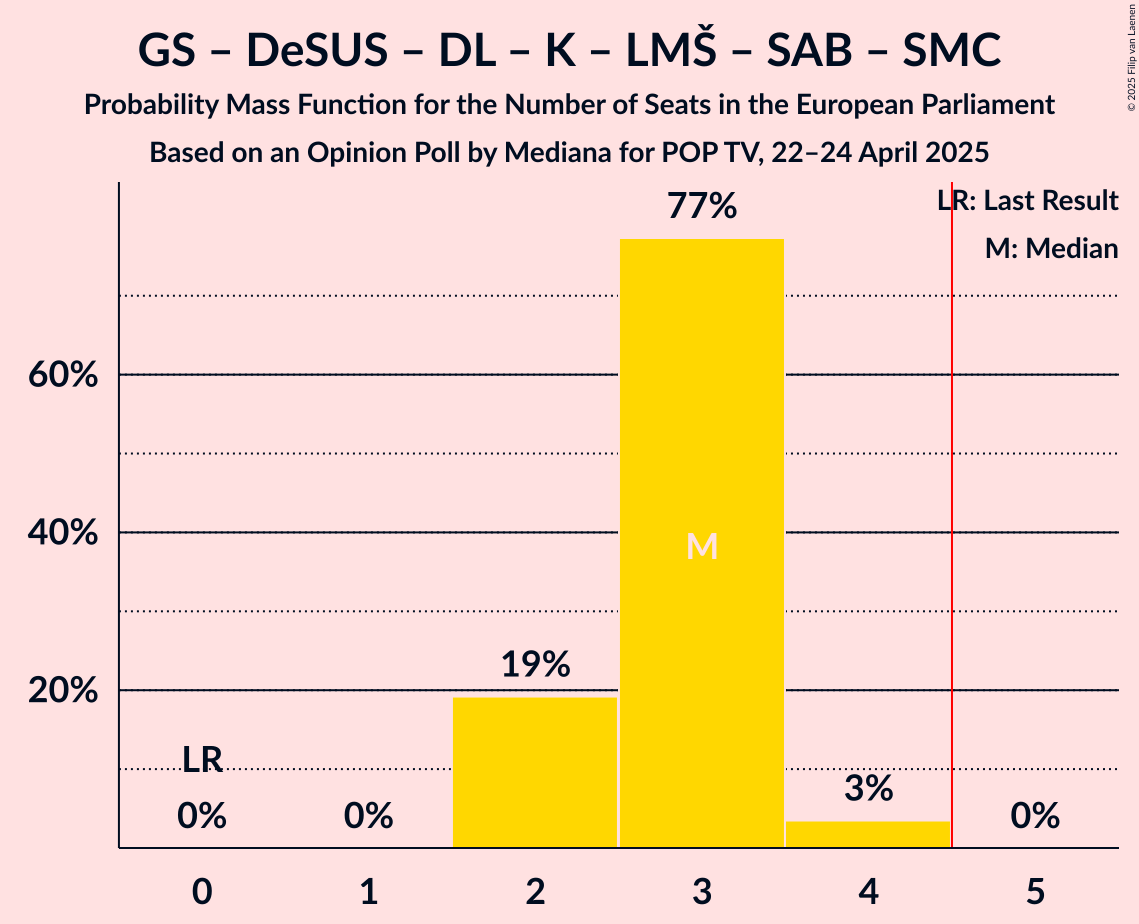 GS – DeSUS – DL – K – LMŠ – SAB – SMC
Probability Mass Function for the Number of Seats in the European Parliament
Based on an Opinion Poll by Mediana for POP TV, 22–24 April 2025
© 2025 Filip van Laenen
LR: Last Result
M: Median
77%
60%
40%
M
19%
20%
LR
0%
0%
3%
0%
0 1 2 3 4 5